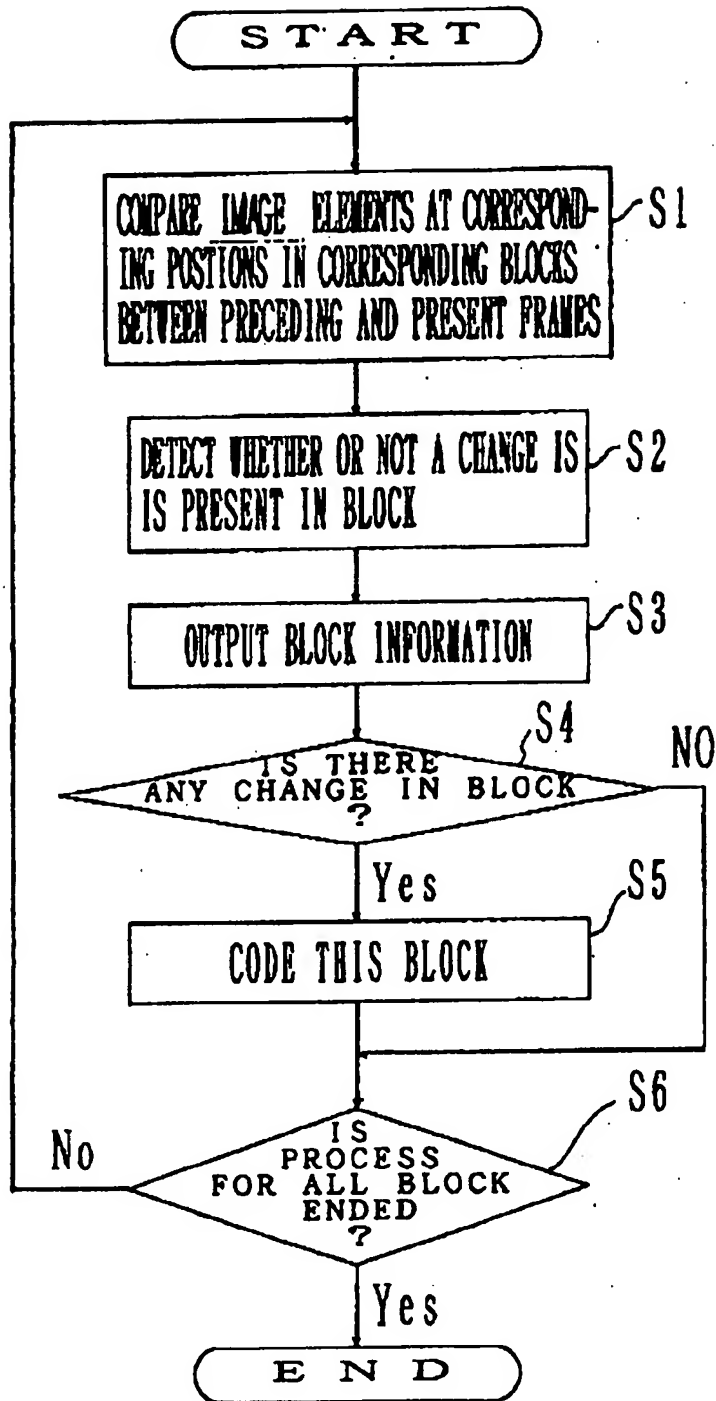 START
COMPARE IMAGE ELEMENTS AT CORRESPOND-
ING POSTIONS IN CORRESPONDING BLOCKS
BETWEEN PRECEDING AND PRESENT FRAMES
S1
DETECT WHETHER OR NOT A CHANGE IS
IS PRESENT IN BLOCK
S2
OUTPUT BLOCK INFORMATION
S3
IS THERE
ANY CHANGE IN BLOCK
?
S4
NO
Yes
CODE THIS BLOCK
S5
IS
PROCESS
FOR ALL BLOCK
ENDED
?
S6
No
Yes
END